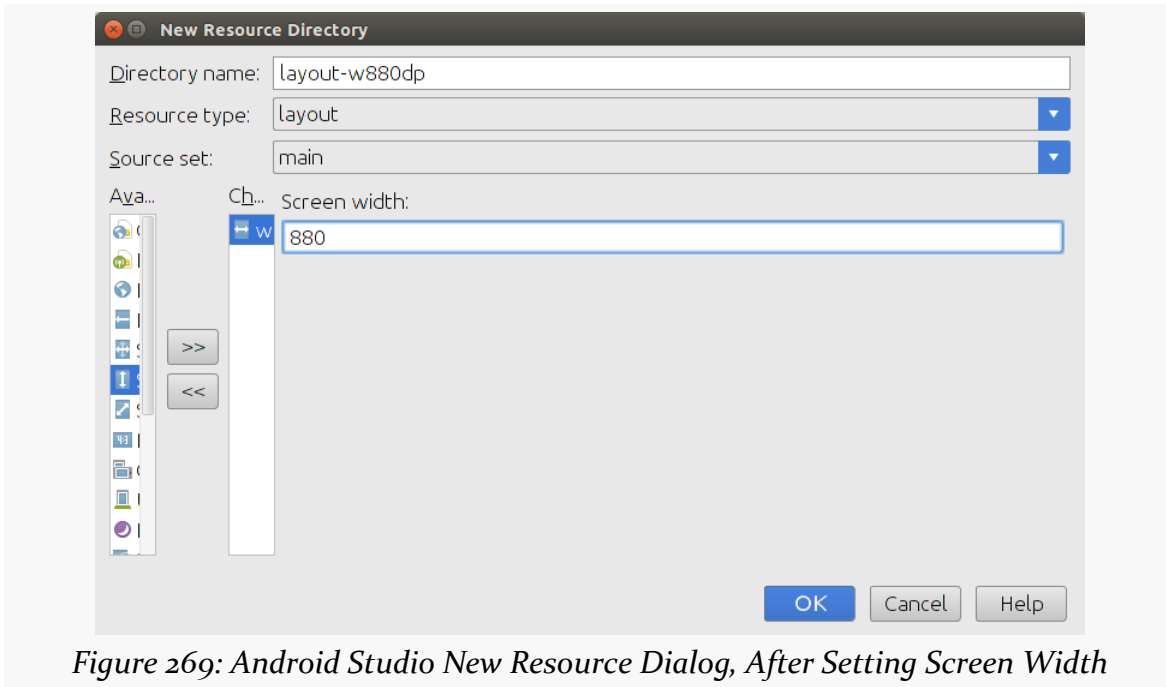 New Resource Directory
Directory name: layout-w880dp
Resource type: layout
Source set: main
Ava... Ch... Screen width:
w 880
>>
<<
OK Cancel Help
Figure 269: Android Studio New Resource Dialog, After Setting Screen Width